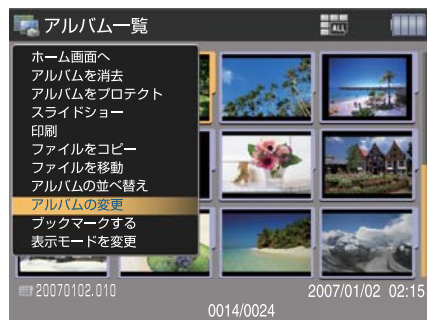 アルバム一覧
ALL
ホーム画面へ
アルバムを消去
アルバムをプロテクト
スライドショー
印刷
ファイルをコピー
ファイルを移動
アルバムの並べ替え
アルバムの変更
ブックマークする
表示モードを変更
20070102.010
2007/01/02 02:15
0014/0024